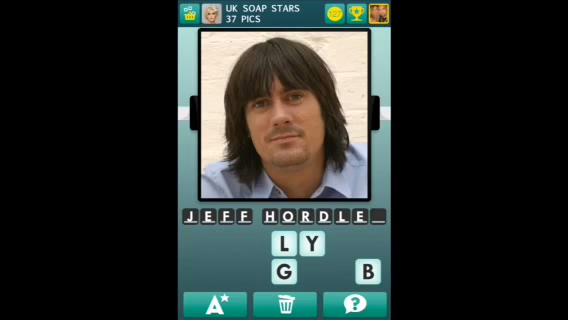 UK SOAP STARS
37 PICS
JEFF HORDLE
L Y
G B
A
?